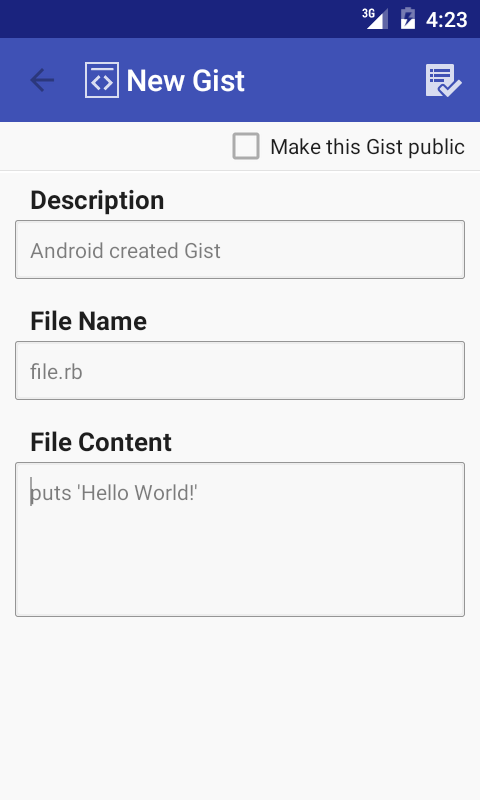 3G 4:23
New Gist
Make this Gist public
Description
Android created Gist
File Name
file.rb
File Content
puts 'Hello World!'